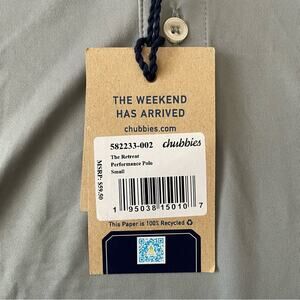 THE WEEKEND
HAS ARRIVED
chubbies.com
582233-002
chubbies
The Retreat
Performance Polo
Small
MSRP: $59.50
1 95038 15010 7
This Paper is 100% Recycled